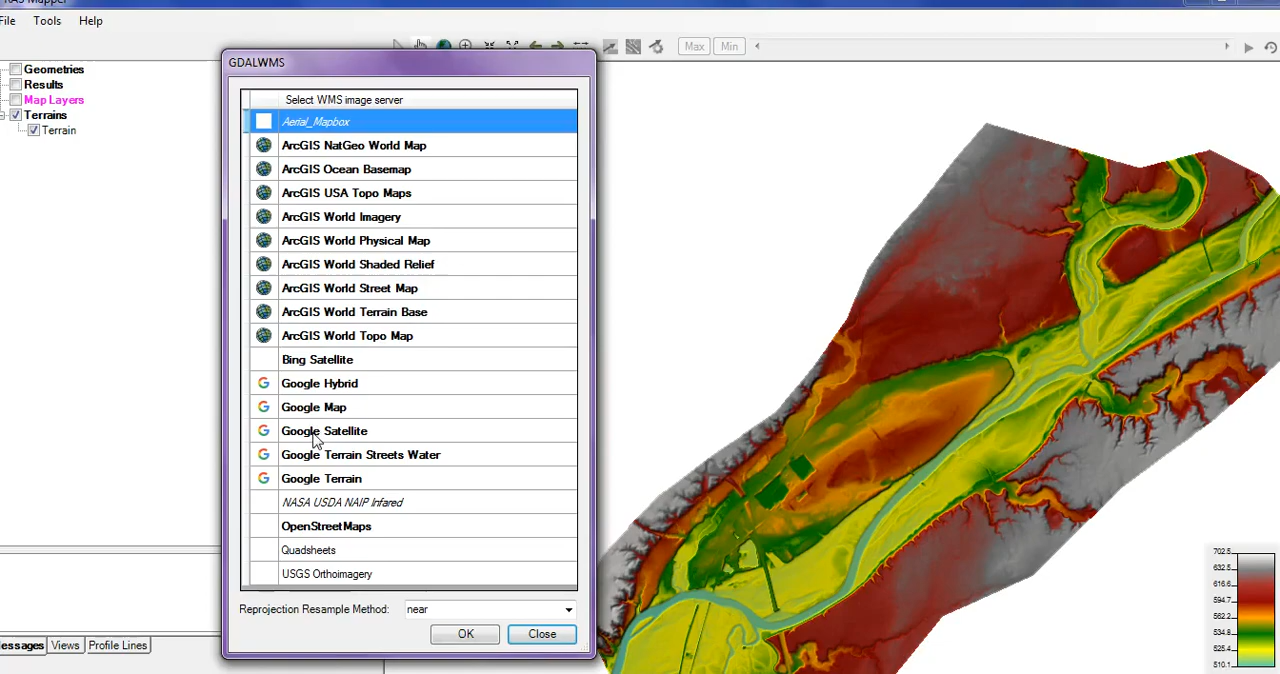 RAS Mapper
File Tools Help
Max Min
Geometries
Results
Map Layers
Terrains
Terrain
GDALWMS
Select WMS image server
Aerial_Mapbox
ArcGIS NatGeo World Map
ArcGIS Ocean Basemap
ArcGIS USA Topo Maps
ArcGIS World Imagery
ArcGIS World Physical Map
ArcGIS World Shaded Relief
ArcGIS World Street Map
ArcGIS World Terrain Base
ArcGIS World Topo Map
Bing Satellite
Google Hybrid
Google Map
Google Satellite
Google Terrain Streets Water
Google Terrain
NASA USDA NAIP Infared
OpenStreetMaps
Quadsheets
USGS Orthoimagery
Reprojection Resample Method: near
OK Close
essages Views Profile Lines
702.5
632.5
616.6
594.7
562.2
534.8
525.4
510.1